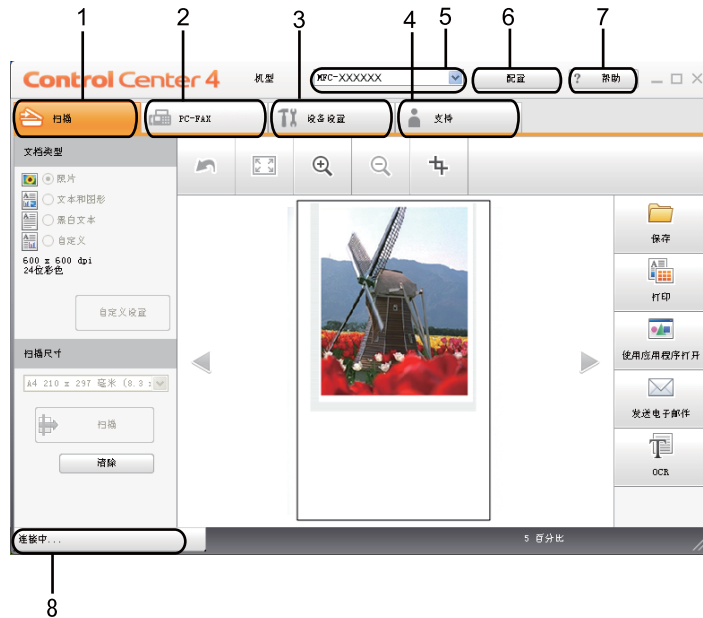 1 2 3 4 5 6 7
Control Center 4 机型 MFC-XXXXXX 配置 ? 帮助
扫描 PC-FAX 设备设置 支持
文档类型
照片
文本和图形
黑白文本
自定义
600 x 600 dpi
24位彩色
自定义设置
扫描尺寸
A4 210 x 297 毫米 (8.3 x
扫描
清除
保存
打印
使用应用程序打开
发送电子邮件
OCR
连接中... 5 百分比
8